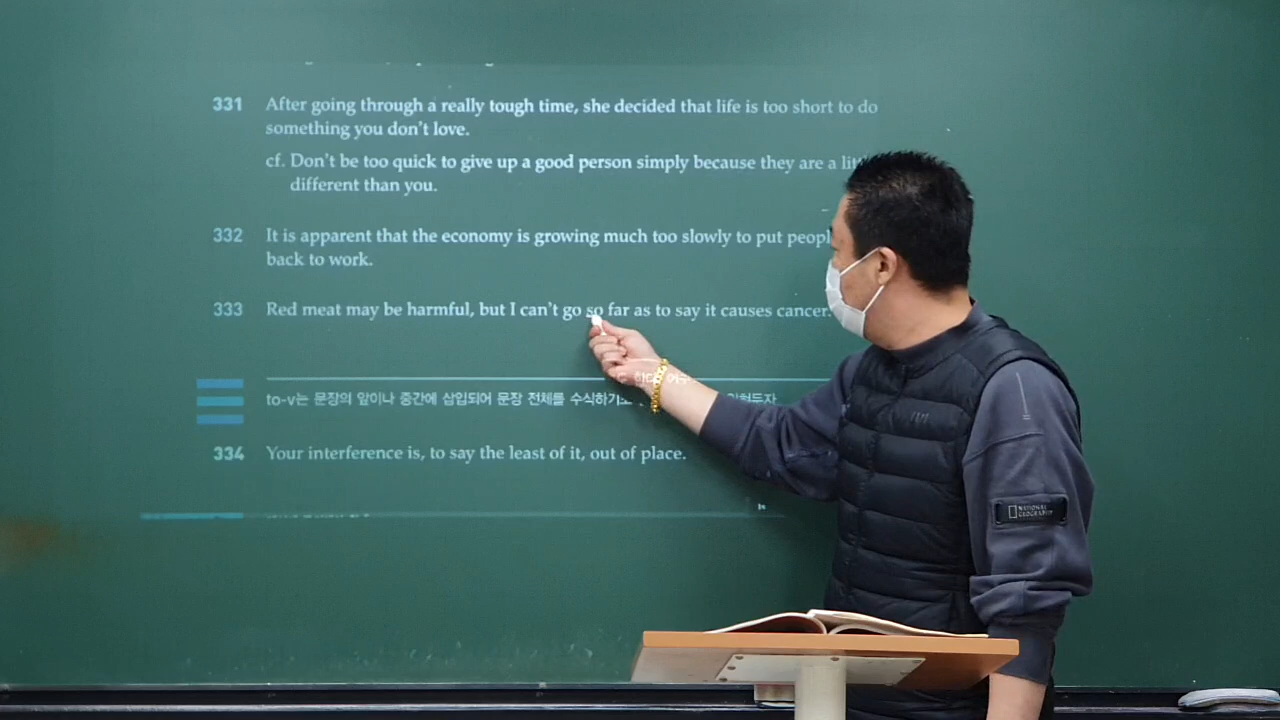 331 After going through a really tough time, she decided that life is too short to do
something you don't love.
cf. Don't be too quick to give up a good person simply because they are a
different than you.
332 It is apparent that the economy is growing much too slowly to put
back to work.
333 Red meat may be harmful, but I can't go so far as to say it causes cancer.
to-v는 문장의 앞이나 중간에 삽입되어 문장 전체를
334 Your interference is, to say the least of it, out of place.
NATIONAL
GEOGRAPHIC